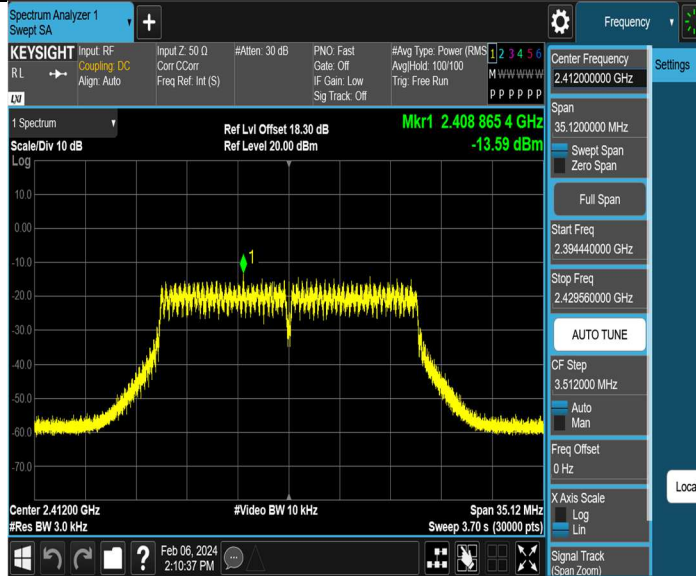 Spectrum Analyzer 1
Swept SA
+
Frequency
KEYSIGHT
RL
LXI
Input: RF
Coupling: DC
Align: Auto
Input Z: 50 Ω
Corr CCorr
Freq Ref: Int (S)
#Atten: 30 dB
PNO: Fast
Gate: Off
IF Gain: Low
Sig Track: Off
#Avg Type: Power (RMS
Avg|Hold: 100/100
Trig: Free Run
1 2 3 4 5 6
M W W W W W
P P P P P P
Center Frequency
2.412000000 GHz
Settings
Span
35.1200000 MHz
Swept Span
Zero Span
Full Span
Start Freq
2.394440000 GHz
Stop Freq
2.429560000 GHz
AUTO TUNE
CF Step
3.512000 MHz
Auto
Man
Freq Offset
0 Hz
X Axis Scale
Log
Lin
Signal Track
(Span Zoom)
Loca
1 Spectrum
Scale/Div 10 dB
Log
Ref Lvl Offset 18.30 dB
Ref Level 20.00 dBm
Mkr1 2.408 865 4 GHz
-13.59 dBm
10.0
0.00
-10.0
-20.0
-30.0
-40.0
-50.0
-60.0
-70.0
1
Center 2.41200 GHz
#Res BW 3.0 kHz
#Video BW 10 kHz
Span 35.12 MHz
Sweep 3.70 s (30000 pts)
?
Feb 06, 2024
2:10:37 PM